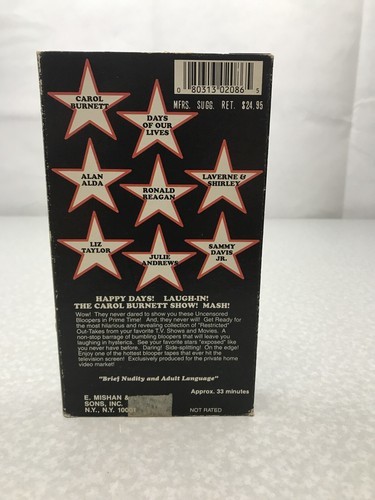 0 80313 02086 5
MFRS. SUGG. RET. $24.95
CAROL
BURNETT
DAYS
OF OUR
LIVES
ALAN
ALDA
RONALD
REAGAN
LAVERNE &
SHIRLEY
LIZ
TAYLOR
JULIE
ANDREWS
SAMMY
DAVIS
JR.
HAPPY DAYS! LAUGH-IN!
THE CAROL BURNETT SHOW! MASH!
Wow! They never dared to show you these Uncensored
Bloopers in Prime Time! And, they never will! Get Ready for
the most hilarious and revealing collection of "Restricted"
Out-Takes from your favorite T.V. Shows and Movies. A
non-stop barrage of bumbling bloopers that will leave you
laughing in hysterics. See your favorite stars "exposed" like
you never have before. Daring! Side-splitting! On the edge!
Enjoy one of the hottest blooper tapes that ever hit the
television screen! Exclusively produced for the private home
video market!
"Brief Nudity and Adult Language"
Approx. 33 minutes
E. MISHAN &
SONS, INC.
N.Y., N.Y. 10001
NOT RATED